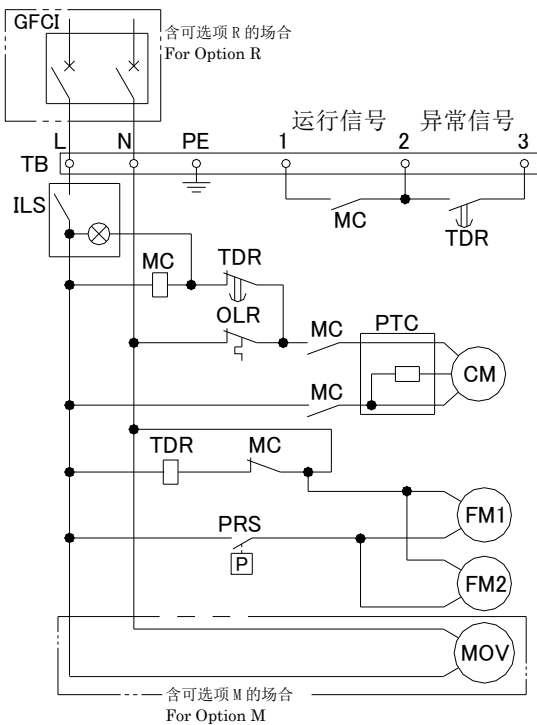 GFCI
含可选项 R 的场合
For Option R
运行信号 异常信号
L N PE 1 2 3
TB
ILS
MC
TDR
MC TDR
OLR
MC PTC
CM
MC
TDR MC
FM1
PRS
P
FM2
MOV
含可选项 M 的场合
For Option M